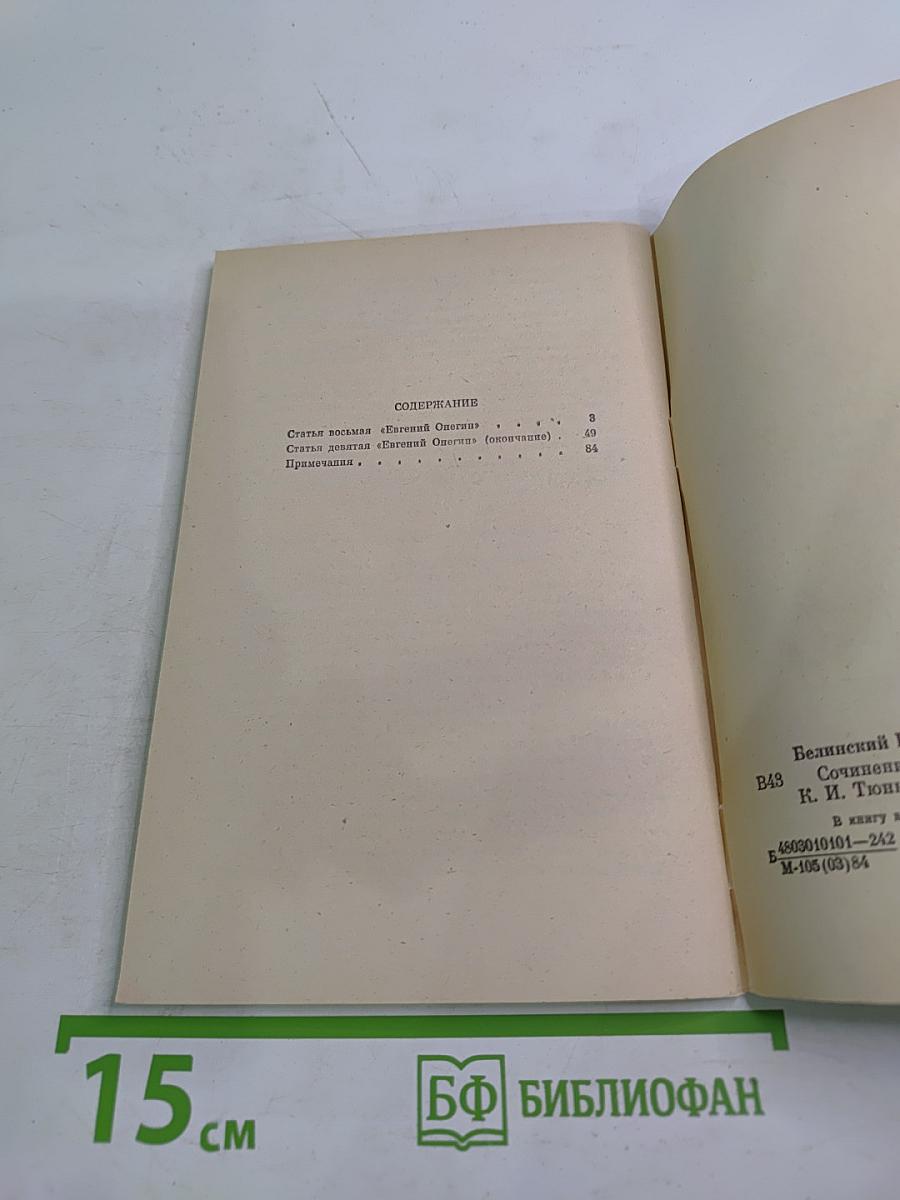 СОДЕРЖАНИЕ
Статья восьмая «Евгений Онегин» . . . . 3
Статья девятая «Евгений Онегин» (окончание) . 49
Примечания . . . . . . . . . . . 84
Белинский
В43 Сочинени
К. И. Тюнь
В книгу в
Б 4803010101—242
М-105(03)84
15 см
БФ БИБЛИОФАН